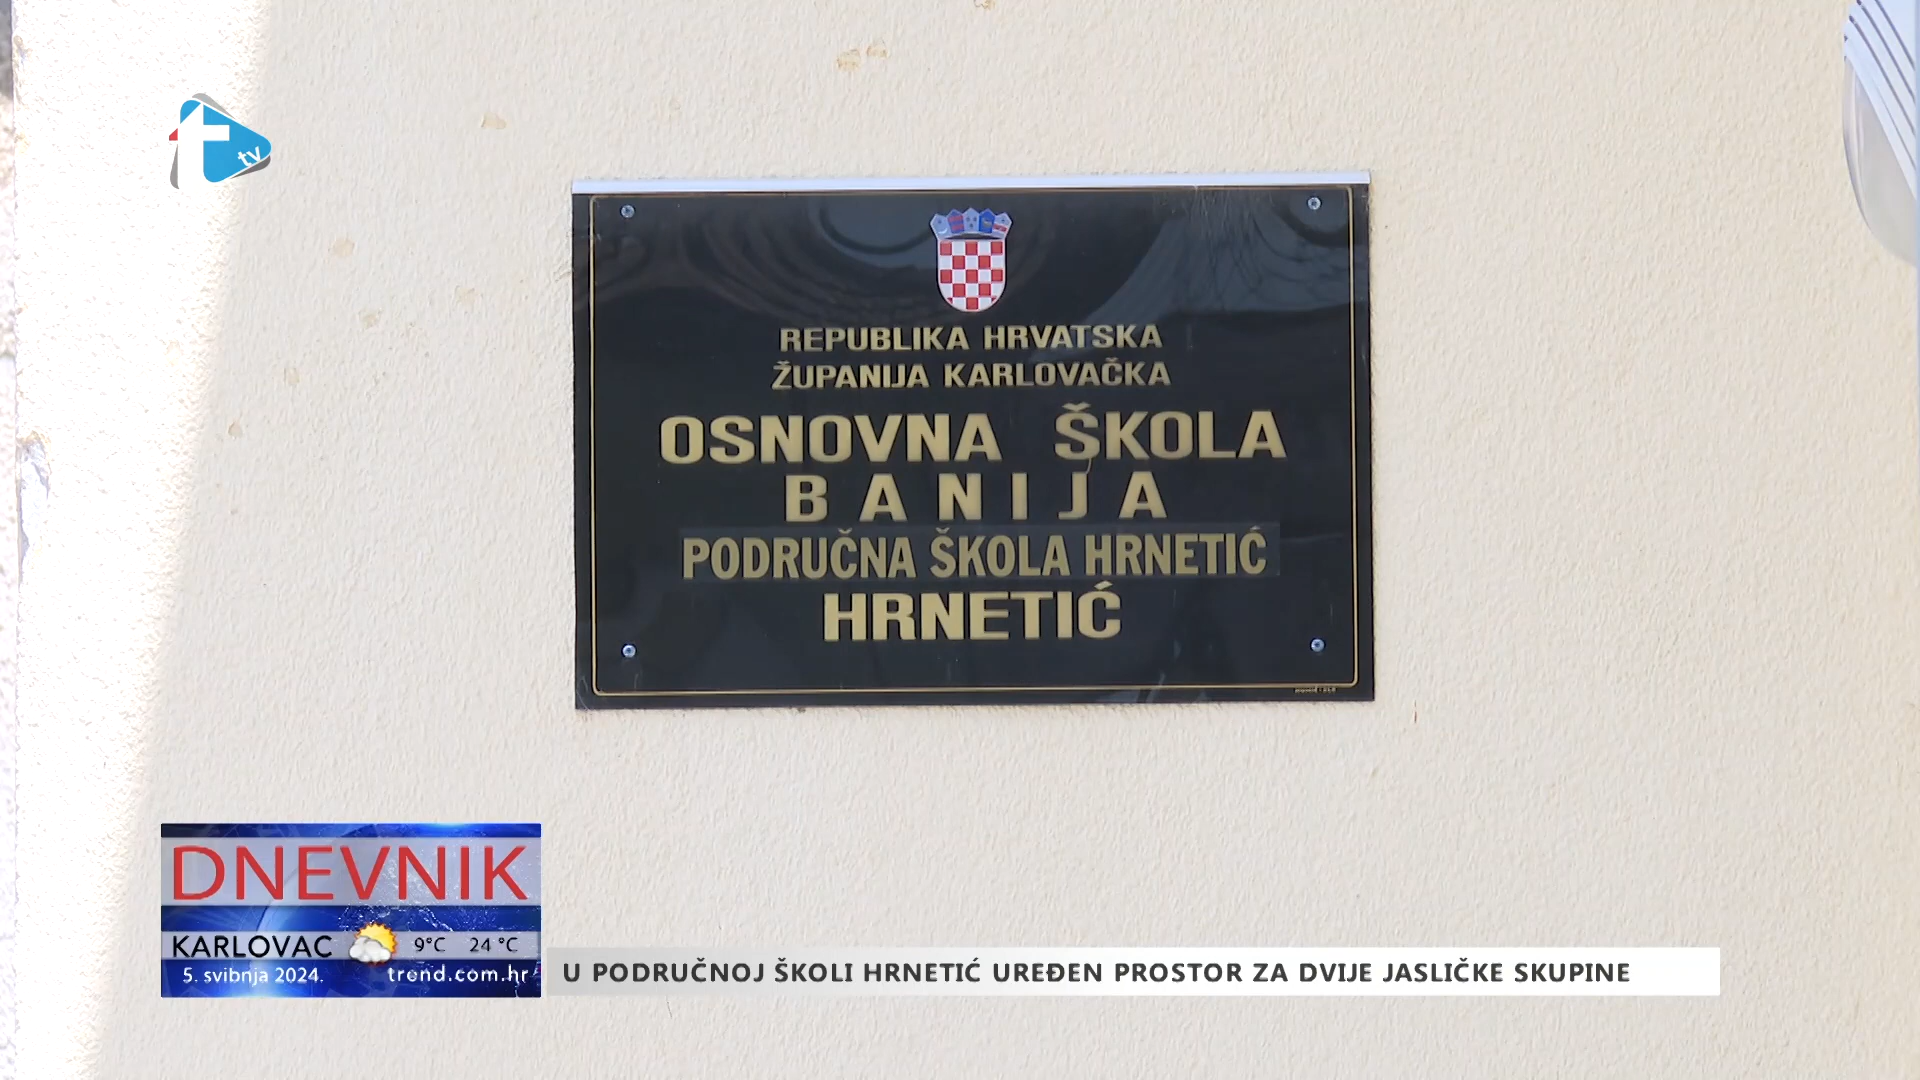 tv
REPUBLIKA HRVATSKA
ŽUPANIJA KARLOVAČKA
OSNOVNA ŠKOLA
BANIJA
PODRUČNA ŠKOLA HRNETIĆ
HRNETIĆ
DNEVNIK
KARLOVAC 9°C 24 °C
5. svibnja 2024. trend.com.hr
U PODRUČNOJ ŠKOLI HRNETIĆ UREĐEN PROSTOR ZA DVIJE JASLIČKE SKUPINE